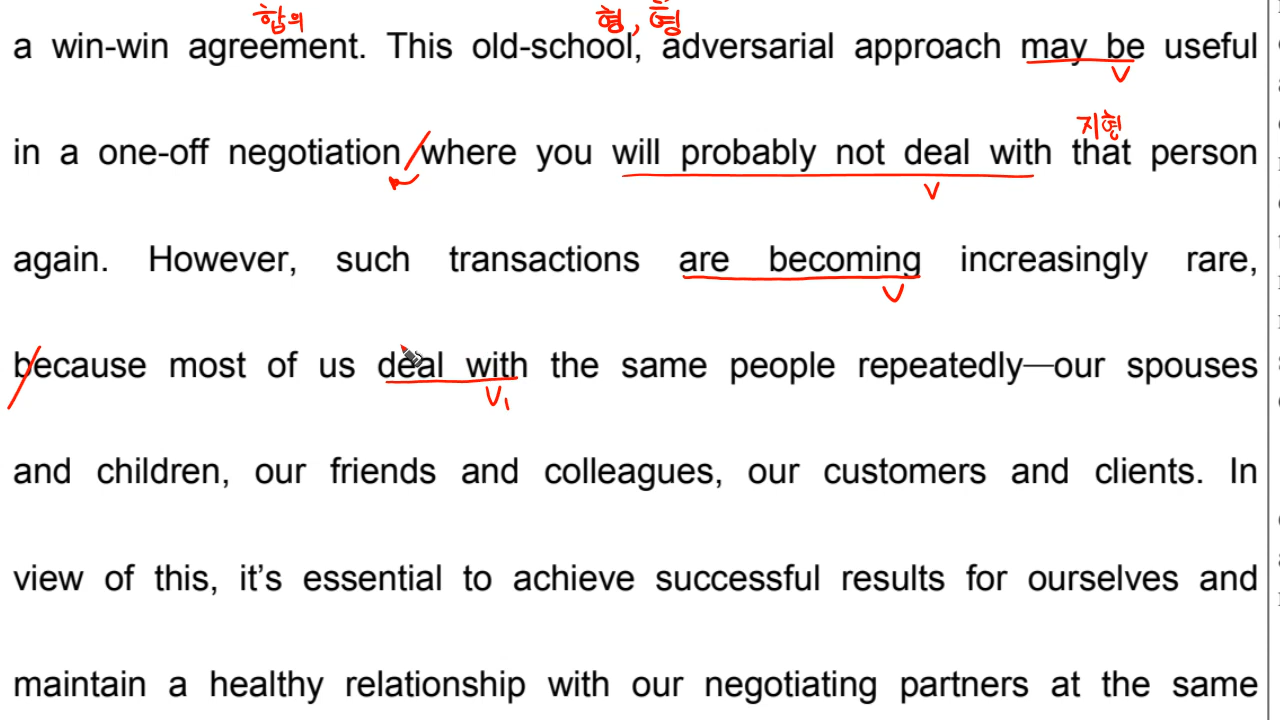 합의 형, 형
a win-win agreement. This old-school, adversarial approach may be useful
V
지형
in a one-off negotiation where you will probably not deal with that person
V
again. However, such transactions are becoming increasingly rare,
V
because most of us deal with the same people repeatedly—our spouses
V1
and children, our friends and colleagues, our customers and clients. In
view of this, it’s essential to achieve successful results for ourselves and
maintain a healthy relationship with our negotiating partners at the same